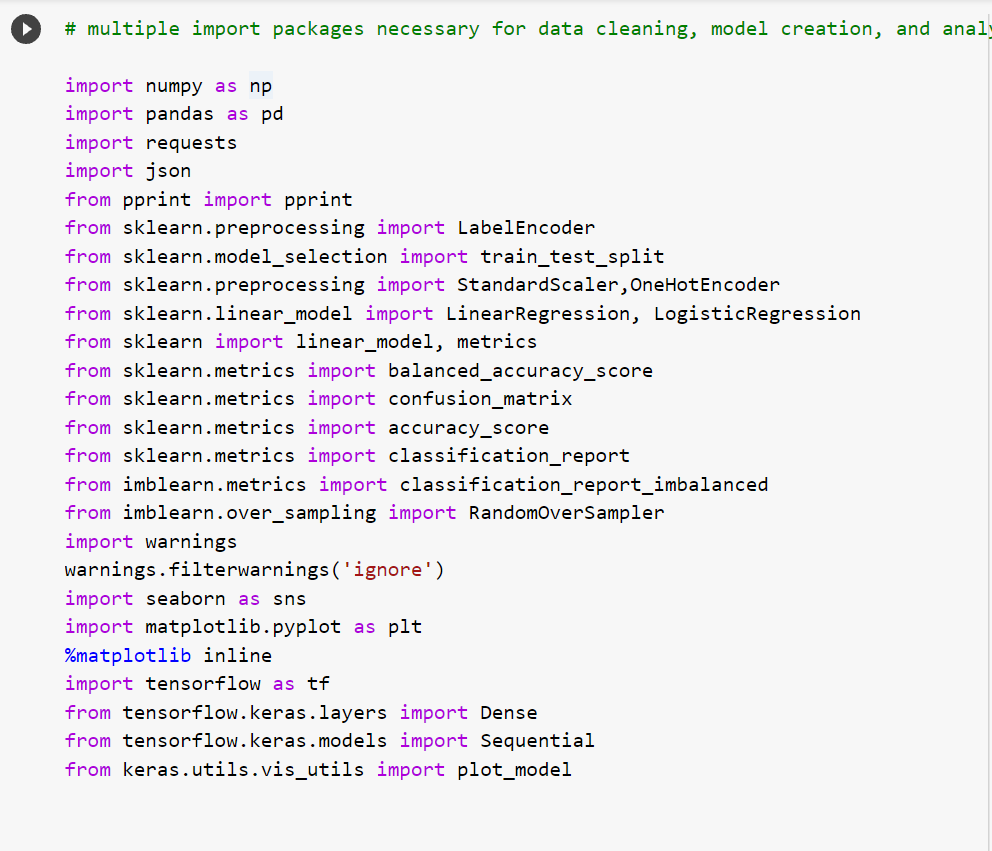 # multiple import packages necessary for data cleaning, model creation, and
import numpy as np
import pandas as pd
import requests
import json
from pprint import pprint
from sklearn.preprocessing import LabelEncoder
from sklearn.model_selection import train_test_split
from sklearn.preprocessing import StandardScaler,OneHotEncoder
from sklearn.linear_model import LinearRegression, LogisticRegression
from sklearn import linear_model, metrics
from sklearn.metrics import balanced_accuracy_score
from sklearn.metrics import confusion_matrix
from sklearn.metrics import accuracy_score
from sklearn.metrics import classification_report
from imblearn.metrics import classification_report_imbalanced
from imblearn.over_sampling import RandomOverSampler
import warnings
warnings.filterwarnings('ignore')
import seaborn as sns
import matplotlib.pyplot as plt
%matplotlib inline
import tensorflow as tf
from tensorflow.keras.layers import Dense
from tensorflow.keras.models import Sequential
from keras.utils.vis_utils import plot_model